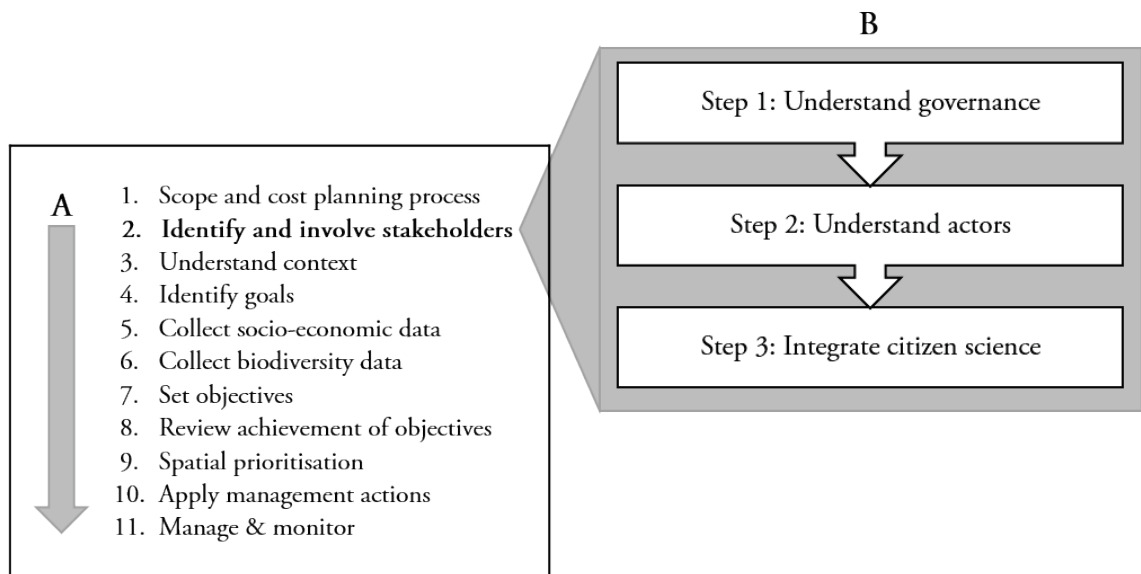 A
1. Scope and cost planning process
2. Identify and involve stakeholders
3. Understand context
4. Identify goals
5. Collect socio-economic data
6. Collect biodiversity data
7. Set objectives
8. Review achievement of objectives
9. Spatial prioritisation
10. Apply management actions
11. Manage & monitor
B
Step 1: Understand governance
Step 2: Understand actors
Step 3: Integrate citizen science